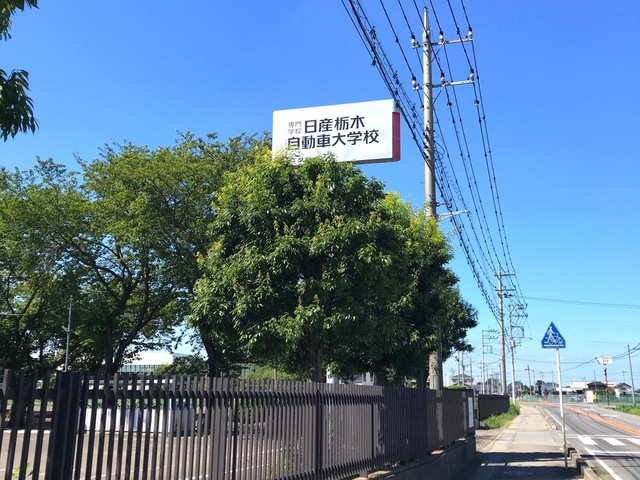 専門
学校
日産栃木
自動車大学校